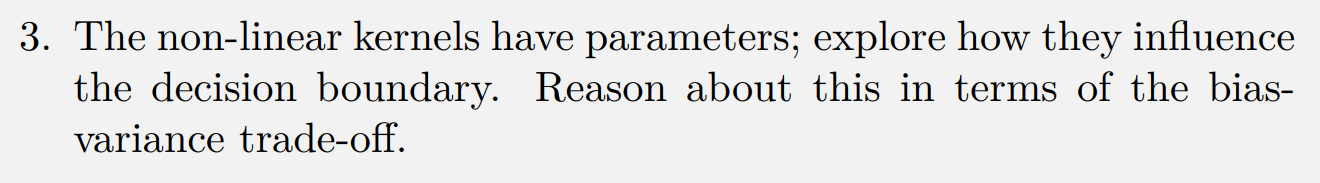 3. The non-linear kernels have parameters; explore how they influence
the decision boundary. Reason about this in terms of the bias-
variance trade-off.